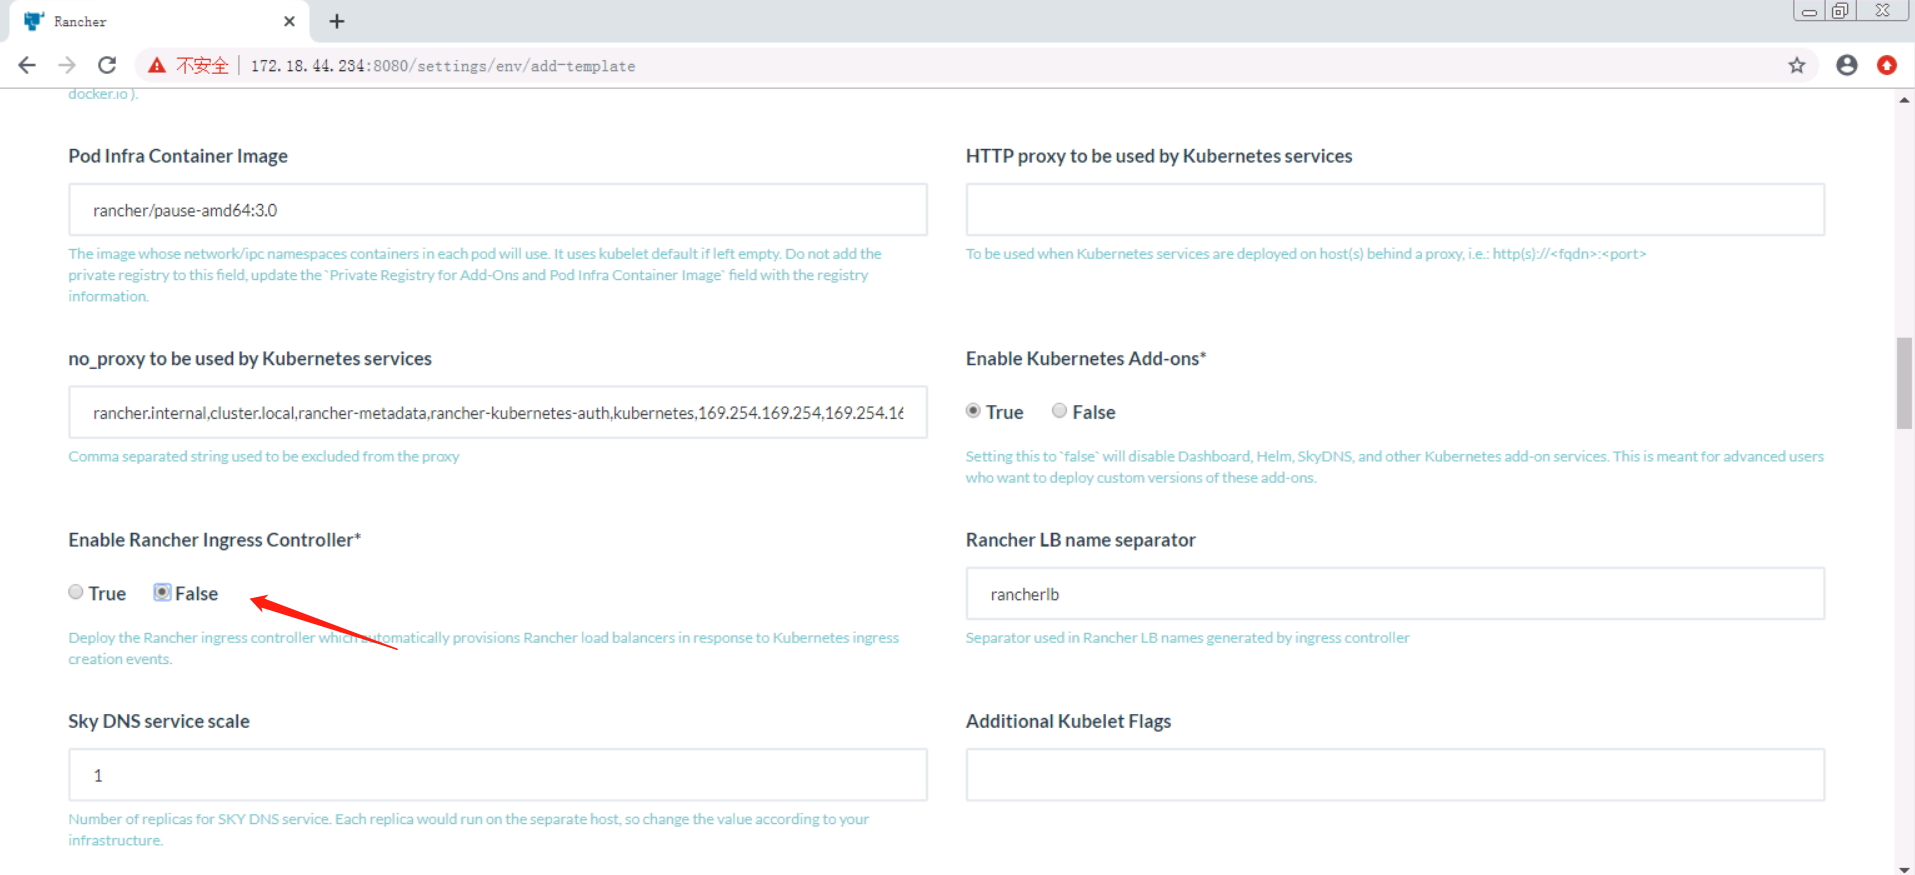 Rancher
不安全 172.18.44.234:8080/settings/env/add-template
docker.io ).
Pod Infra Container Image
HTTP proxy to be used by Kubernetes services
rancher/pause-amd64:3.0
The image whose network/ipc namespaces containers in each pod will use. It uses kubelet default if left empty. Do not add the
private registry to this field, update the `Private Registry for Add-Ons and Pod Infra Container Image` field with the registry
information.
To be used when Kubernetes services are deployed on host(s) behind a proxy, i.e.: http(s)://<fqdn>:<port>
no_proxy to be used by Kubernetes services
Enable Kubernetes Add-ons*
rancher.internal,cluster.local,rancher-metadata,rancher-kubernetes-auth,kubernetes,169.254.169.254,169.254.16
True False
Comma separated string used to be excluded from the proxy
Setting this to `false` will disable Dashboard, Helm, SkyDNS, and other Kubernetes add-on services. This is meant for advanced users
who want to deploy custom versions of these add-ons.
Enable Rancher Ingress Controller*
Rancher LB name separator
True False
rancherlb
Deploy the Rancher ingress controller which automatically provisions Rancher load balancers in response to Kubernetes ingress
creation events.
Separator used in Rancher LB names generated by ingress controller
Sky DNS service scale
Additional Kubelet Flags
1
Number of replicas for SKY DNS service. Each replica would run on the separate host, so change the value according to your
infrastructure.